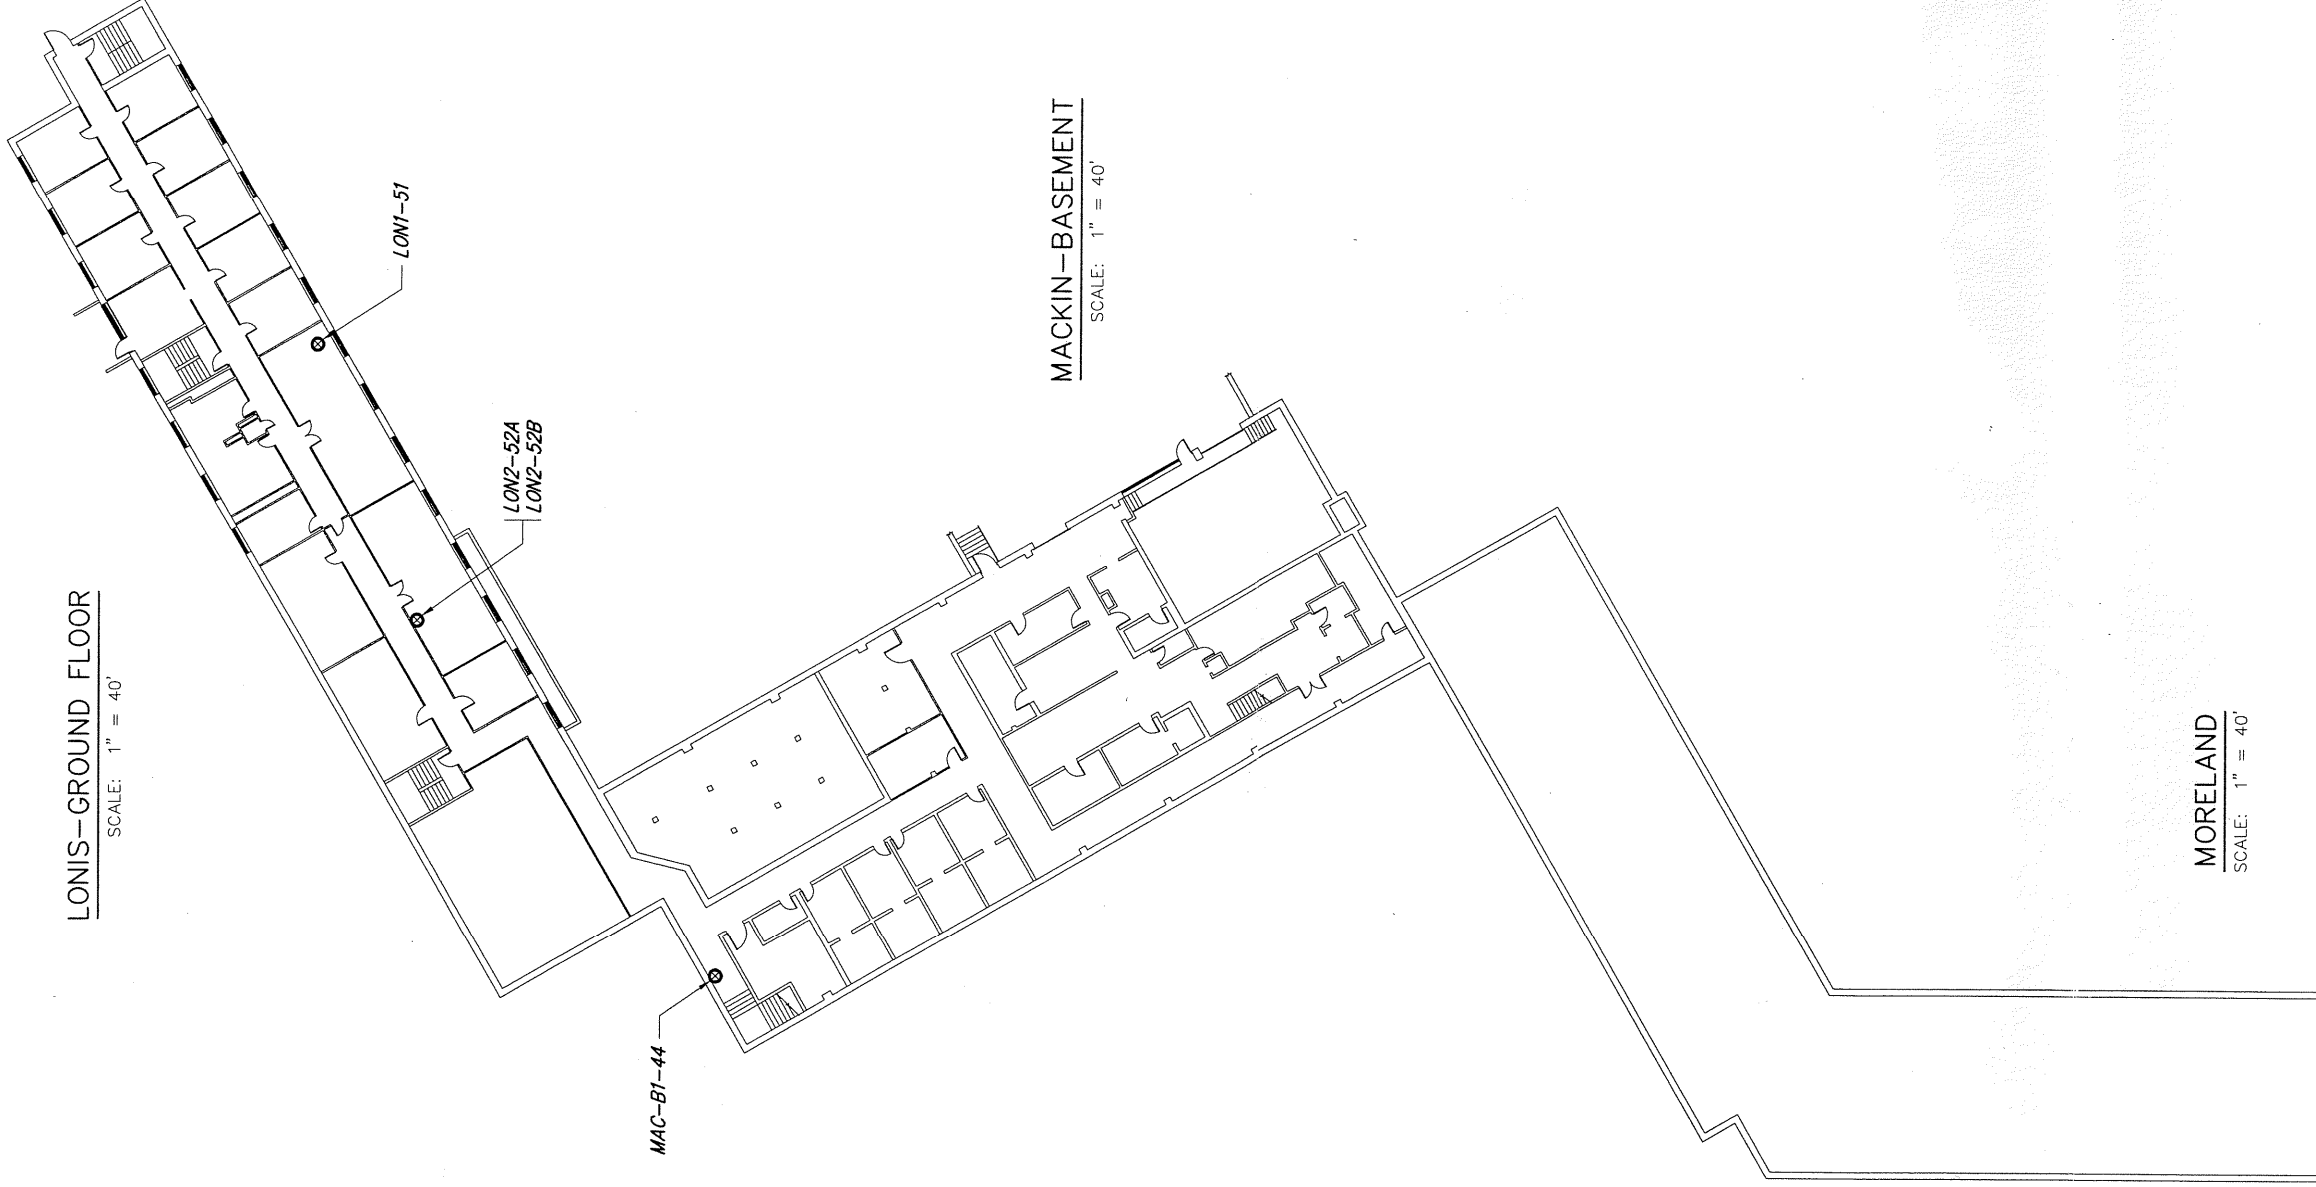 LONIS-GROUND FLOOR
SCALE: 1" = 40'
LON1-51
LON2-52A
LON2-52B
MAC-B1-44
MACKIN-BASEMENT
SCALE: 1" = 40'
MORELAND
SCALE: 1" = 40'